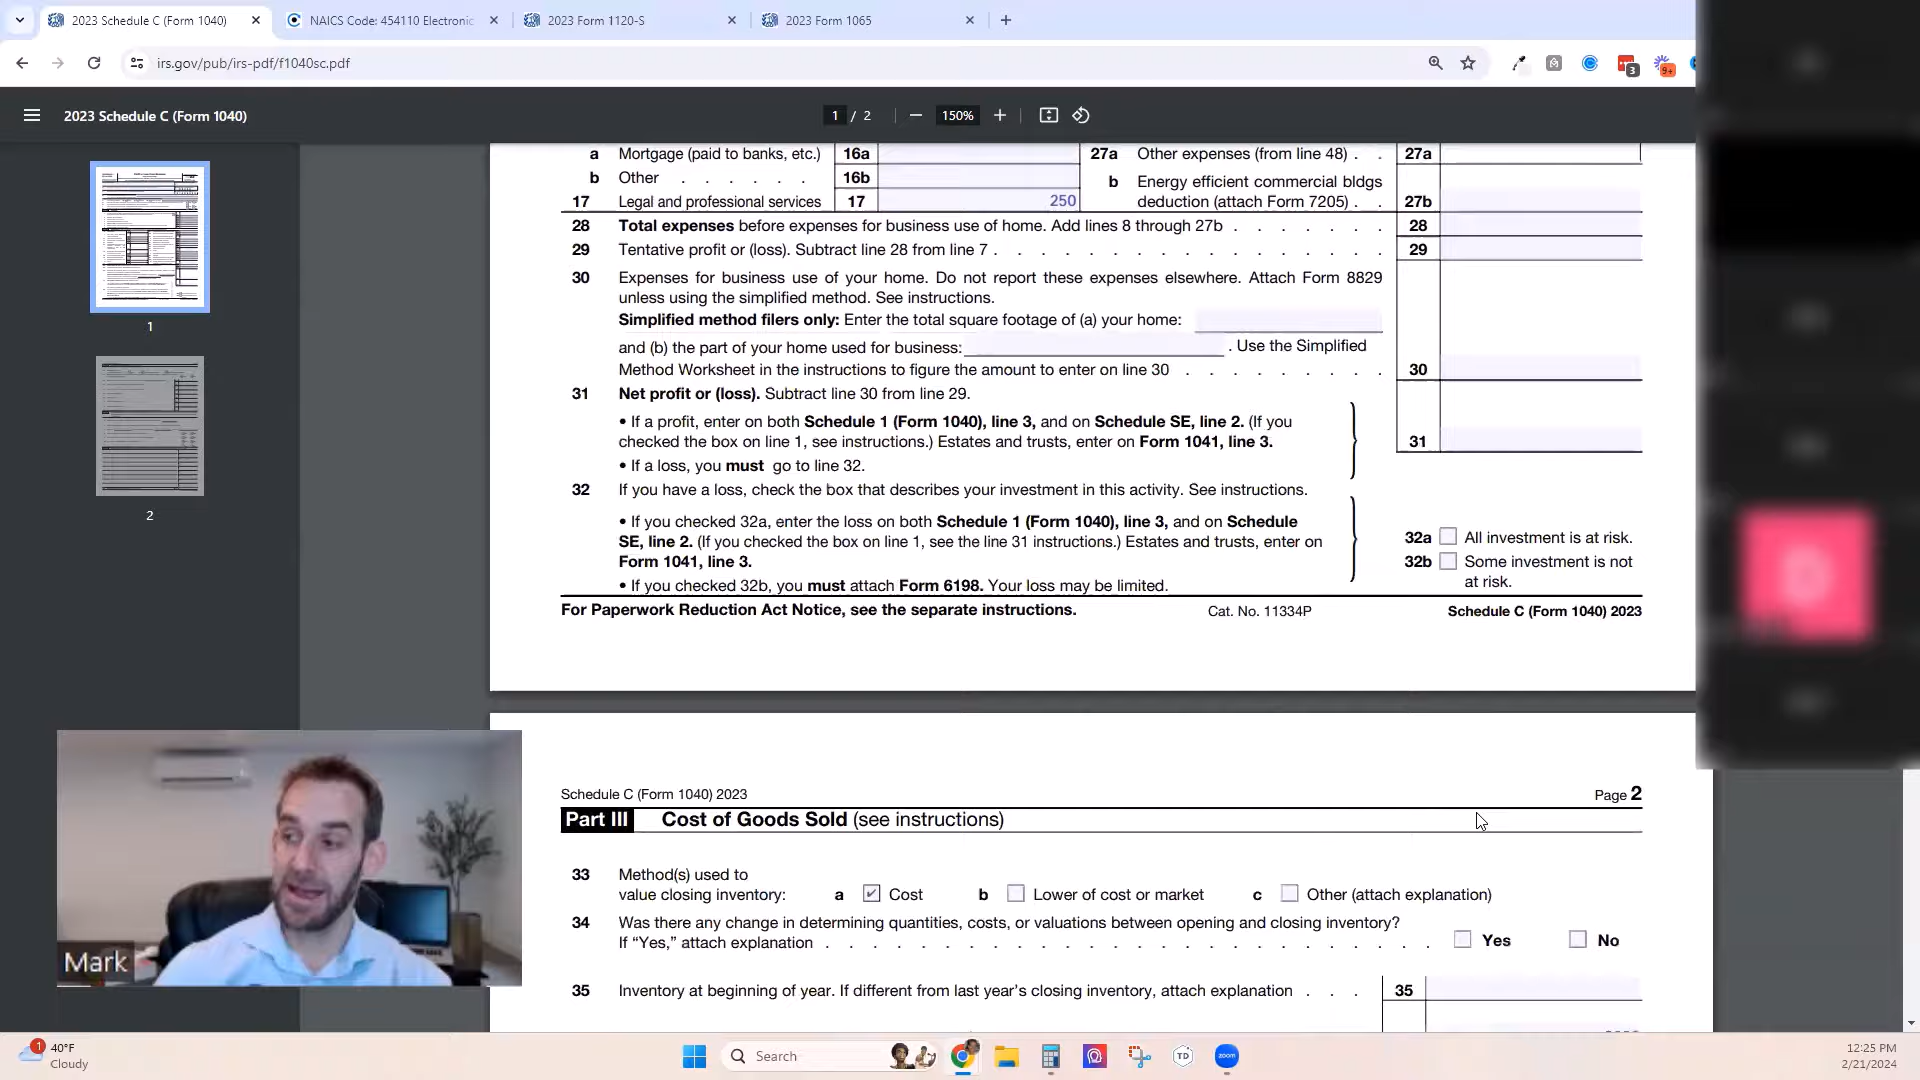 2023 Schedule C (Form 1040)
NAICS Code: 454110 Electronic
2023 Form 1120-S
2023 Form 1065
irs.gov/pub/irs-pdf/f1040sc.pdf
3
9+
2023 Schedule C (Form 1040)
1 / 2
150%
1
2
a Mortgage (paid to banks, etc.) 16a
27a Other expenses (from line 48) . . 27a
b Other . . . . . . 16b
b Energy efficient commercial bldgs
deduction (attach Form 7205) . . 27b
17 Legal and professional services 17 250
28 Total expenses before expenses for business use of home. Add lines 8 through 27b . . . . . . . 28
29 Tentative profit or (loss). Subtract line 28 from line 7 . . . . . . . . . . . . . . . . . 29
30 Expenses for business use of your home. Do not report these expenses elsewhere. Attach Form 8829
unless using the simplified method. See instructions.
Simplified method filers only: Enter the total square footage of (a) your home:
and (b) the part of your home used for business: . Use the Simplified
Method Worksheet in the instructions to figure the amount to enter on line 30 . . . . . . . . . 30
31 Net profit or (loss). Subtract line 30 from line 29.
• If a profit, enter on both Schedule 1 (Form 1040), line 3, and on Schedule SE, line 2. (If you
checked the box on line 1, see instructions.) Estates and trusts, enter on Form 1041, line 3.
31
• If a loss, you must go to line 32.
32 If you have a loss, check the box that describes your investment in this activity. See instructions.
• If you checked 32a, enter the loss on both Schedule 1 (Form 1040), line 3, and on Schedule
SE, line 2. (If you checked the box on line 1, see the line 31 instructions.) Estates and trusts, enter on
Form 1041, line 3.
• If you checked 32b, you must attach Form 6198. Your loss may be limited.
32a All investment is at risk.
32b Some investment is not
at risk.
For Paperwork Reduction Act Notice, see the separate instructions. Cat. No. 11334P Schedule C (Form 1040) 2023
Schedule C (Form 1040) 2023 Page 2
Part III Cost of Goods Sold (see instructions)
33 Method(s) used to
value closing inventory: a Cost b Lower of cost or market c Other (attach explanation)
34 Was there any change in determining quantities, costs, or valuations between opening and closing inventory?
If “Yes,” attach explanation . . . . . . . . . . . . . . . . . . . . . Yes No
35 Inventory at beginning of year. If different from last year’s closing inventory, attach explanation . . . 35
Mark
1
40°F
Cloudy
Search
TD
zoom
12:25 PM
2/21/2024